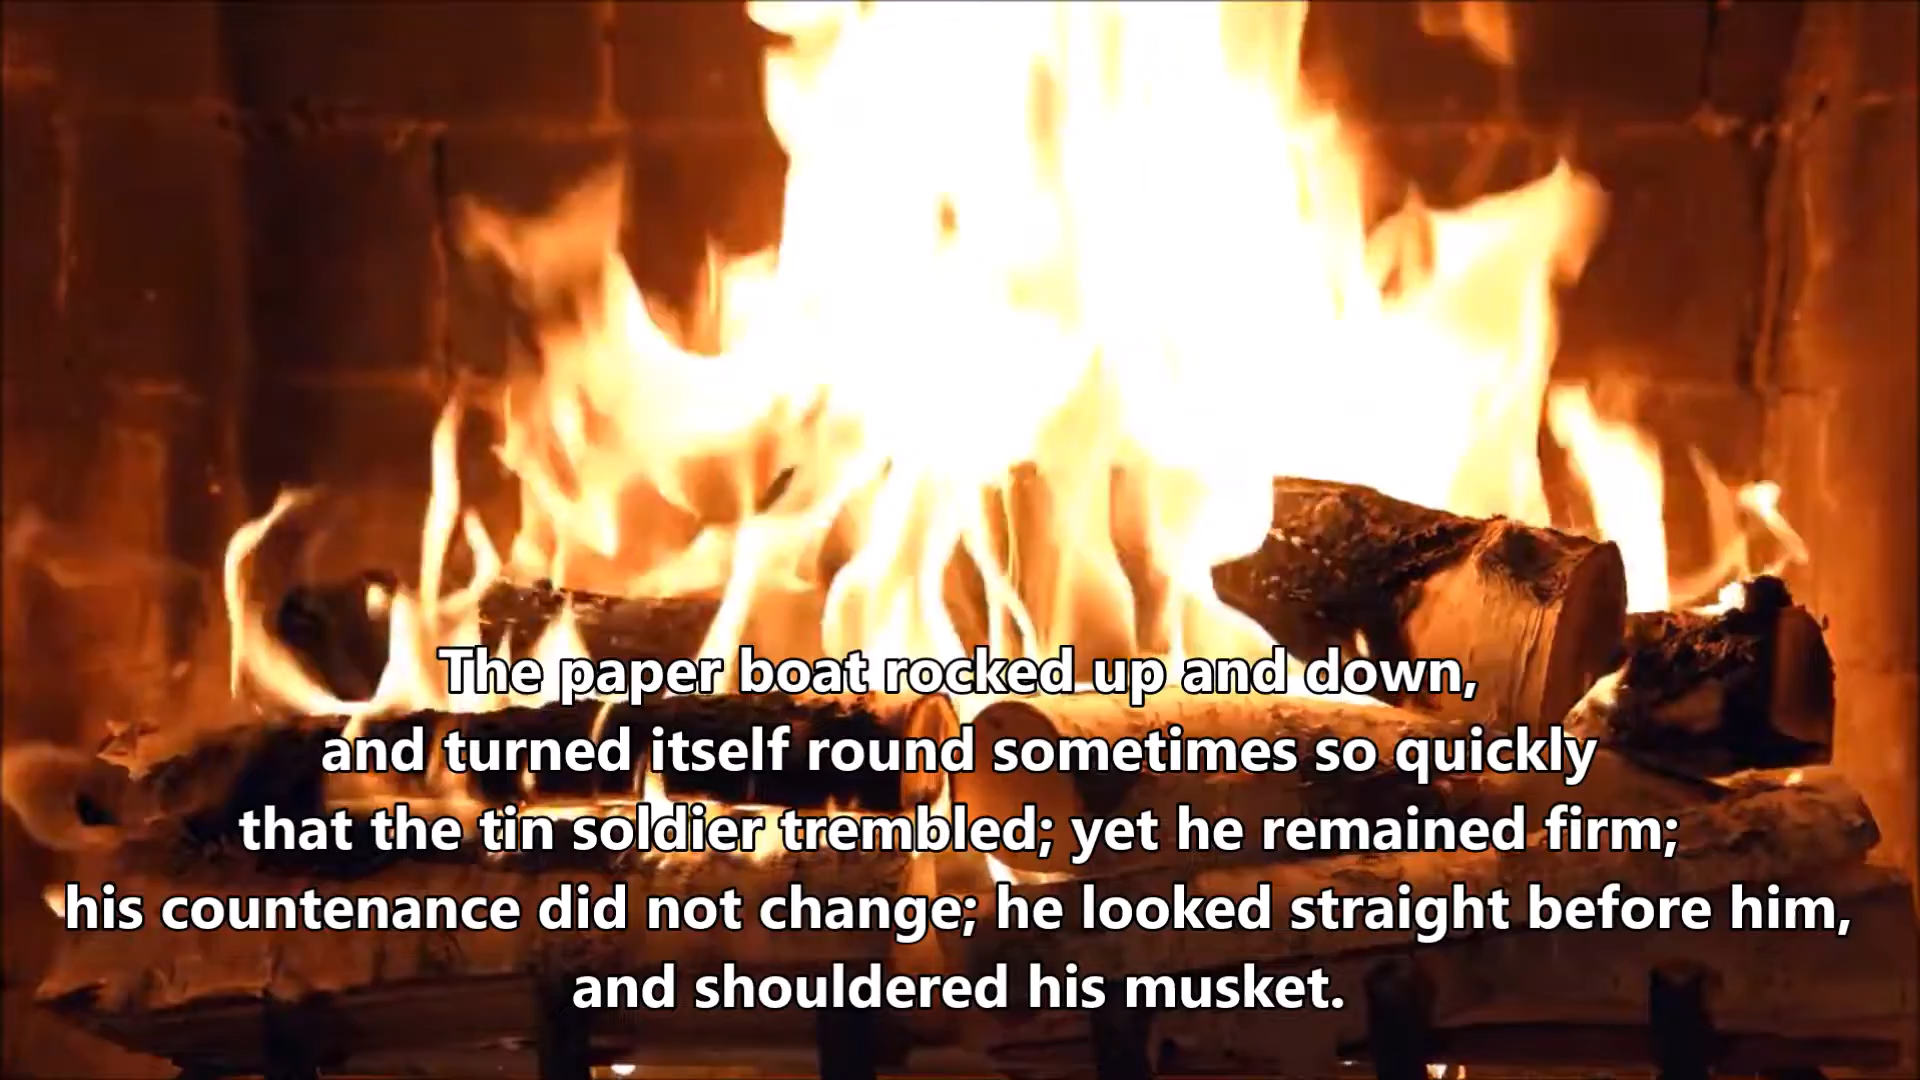 The paper boat rocked up and down,
and turned itself round sometimes so quickly
that the tin soldier trembled; yet he remained firm;
his countenance did not change; he looked straight before him,
and shouldered his musket.